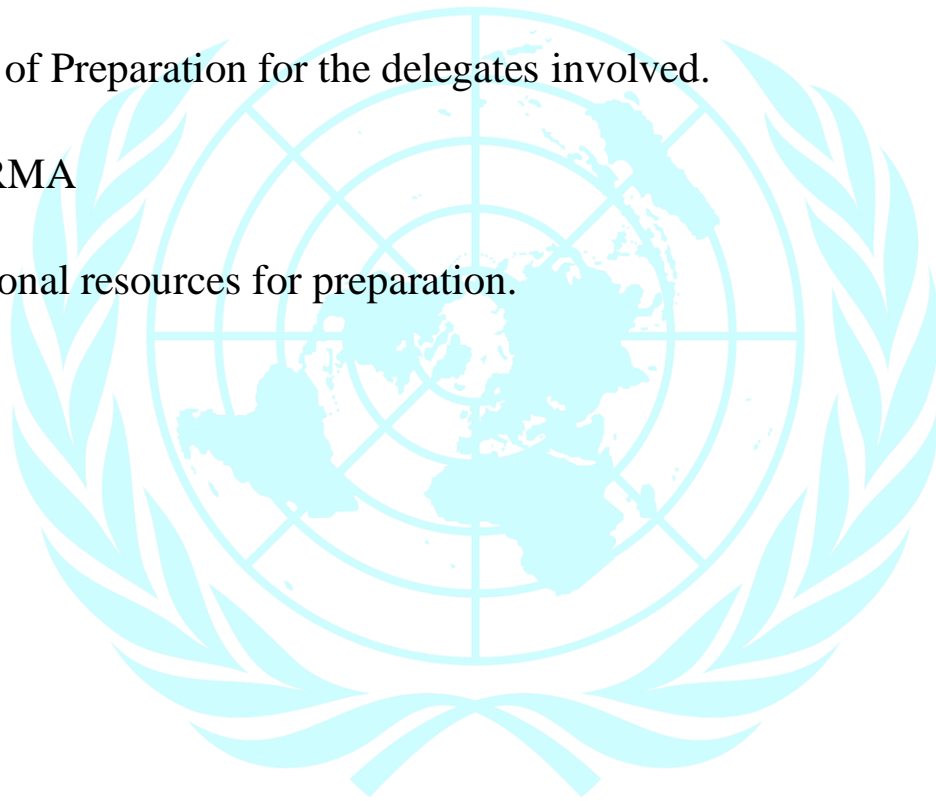 of Preparation for the delegates involved.
RMA
onal resources for preparation.